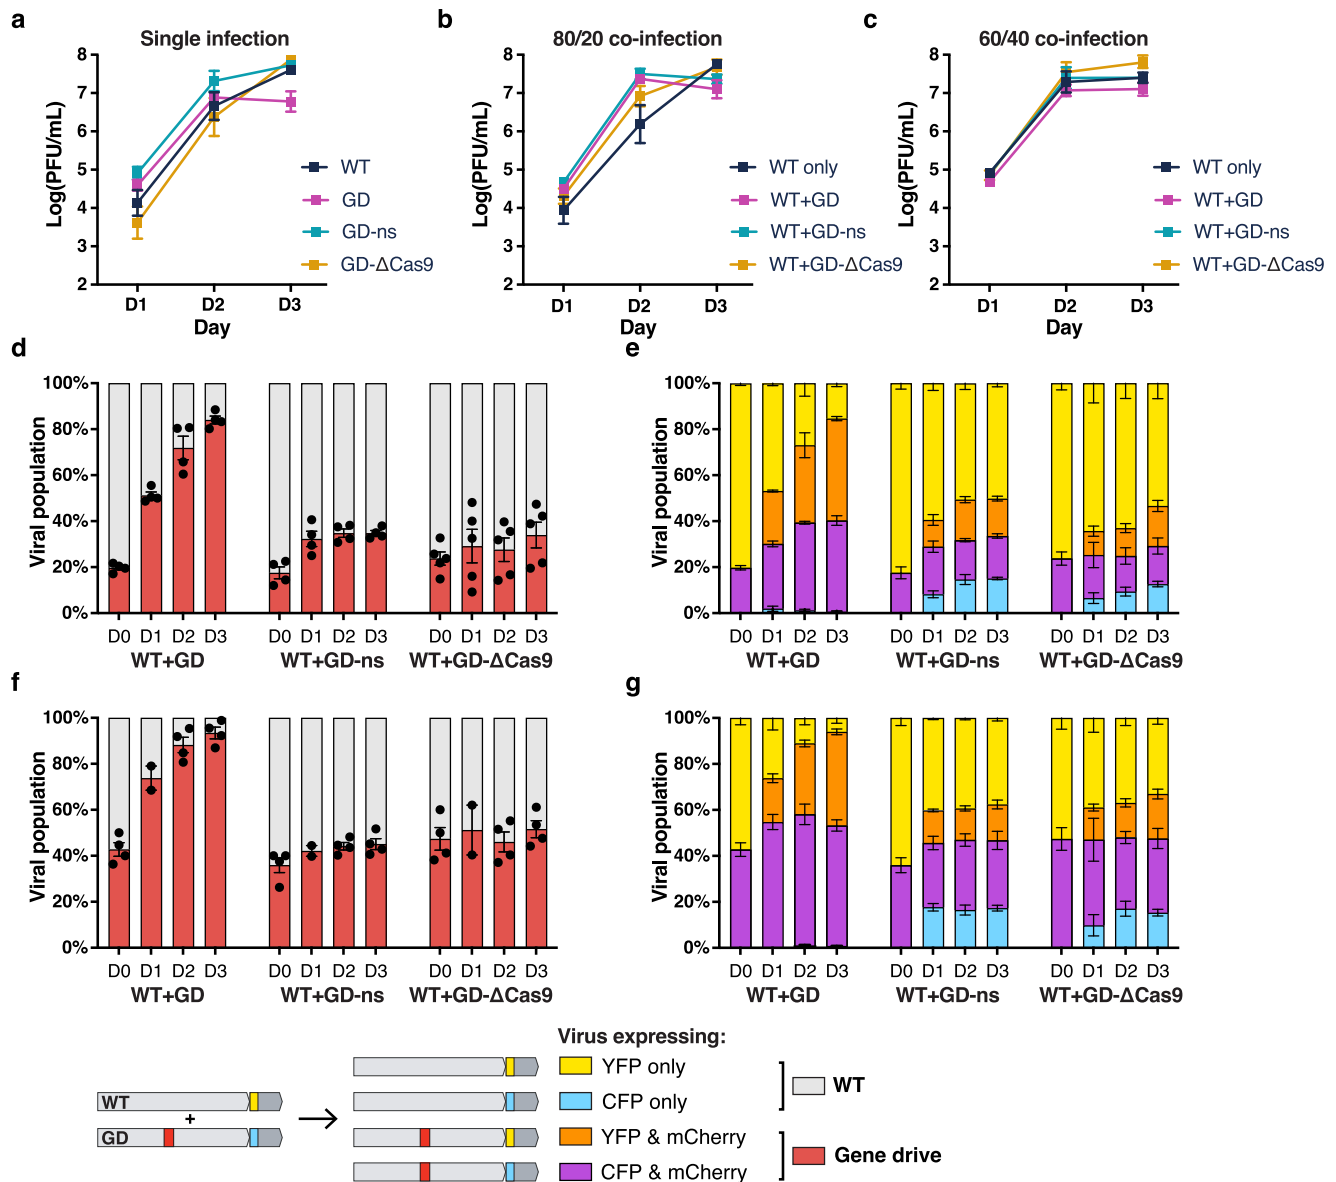 a
Single infection
Log(PFU/mL)
8
7
6
5
4
3
2
D1 D2 D3
Day
WT
GD
GD-ns
GD-ΔCas9
b
80/20 co-infection
Log(PFU/mL)
8
7
6
5
4
3
2
D1 D2 D3
Day
WT only
WT+GD
WT+GD-ns
WT+GD-ΔCas9
c
60/40 co-infection
Log(PFU/mL)
8
7
6
5
4
3
2
D1 D2 D3
Day
WT only
WT+GD
WT+GD-ns
WT+GD-ΔCas9
d
Viral population
100%
80%
60%
40%
20%
0%
D0 D1 D2 D3 D0 D1 D2 D3 D0 D1 D2 D3
WT+GD WT+GD-ns WT+GD-ΔCas9
e
Viral population
100%
80%
60%
40%
20%
0%
D0 D1 D2 D3 D0 D1 D2 D3 D0 D1 D2 D3
WT+GD WT+GD-ns WT+GD-ΔCas9
f
Viral population
100%
80%
60%
40%
20%
0%
D0 D1 D2 D3 D0 D1 D2 D3 D0 D1 D2 D3
WT+GD WT+GD-ns WT+GD-ΔCas9
g
Viral population
100%
80%
60%
40%
20%
0%
D0 D1 D2 D3 D0 D1 D2 D3 D0 D1 D2 D3
WT+GD WT+GD-ns WT+GD-ΔCas9
WT
+
GD
Virus expressing:
YFP only
CFP only
YFP & mCherry
CFP & mCherry
WT
Gene drive